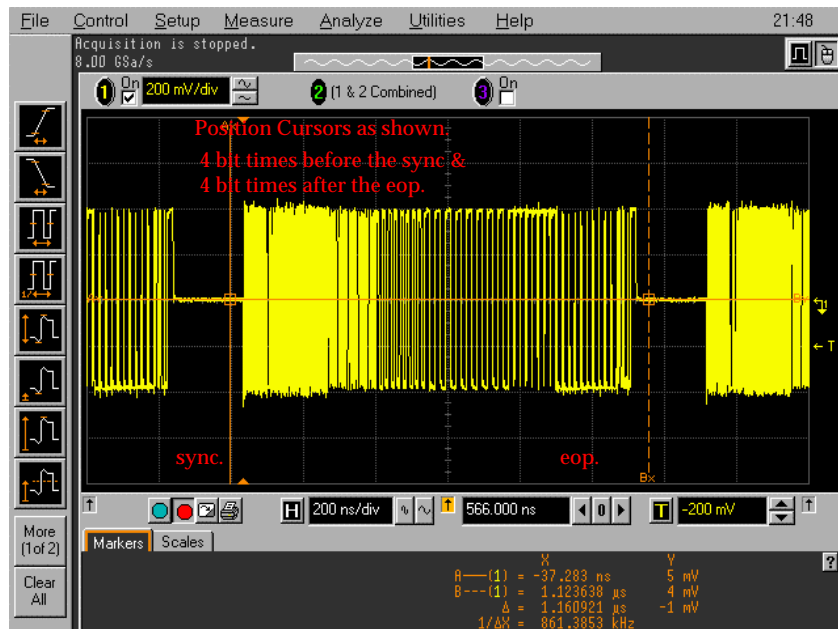 File Control Setup Measure Analyze Utilities Help 21:48
Acquisition is stopped.
8.00 GSa/s
1 On 200 mV/div 2 (1 & 2 Combined) 3 On
Position Cursors as shown.
4 bit times before the sync &
4 bit times after the eop.
sync. eop.
Bx
T
More
(1of 2)
Clear
All
H 200 ns/div 566.000 ns 0 T -200 mV
Markers Scales
?
X Y
A——(1) = -37.283 ns 5 mV
B---(1) = 1.123638 µs 4 mV
Δ = 1.160921 µs -1 mV
1/ΔX = 861.3853 kHz